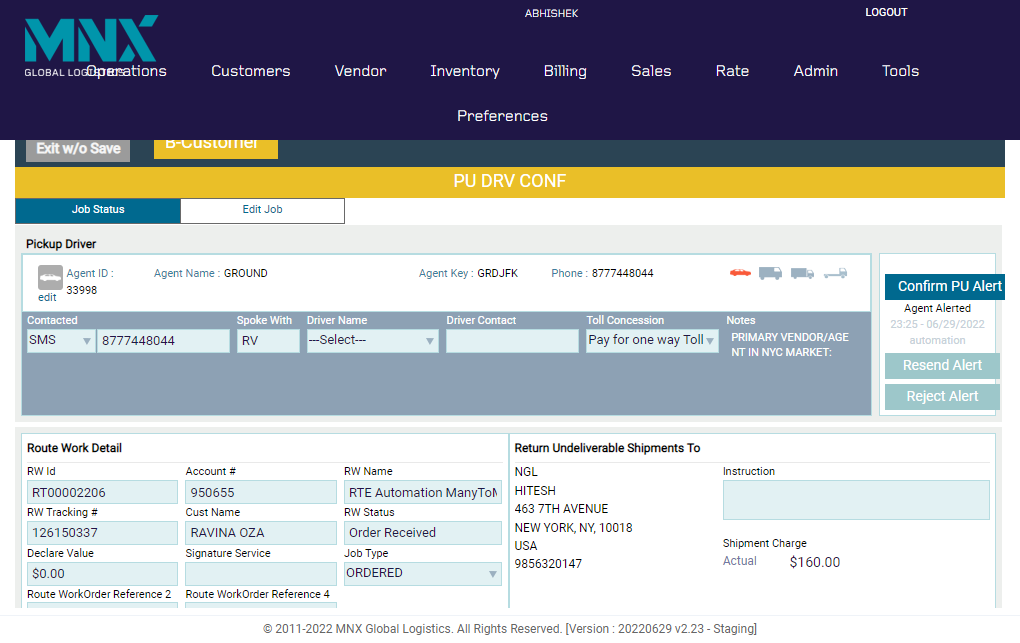 ABHISHEK
LOGOUT
MNX
GLOBAL LOGISTICS
Operations Customers Vendor Inventory Billing Sales Rate Admin Tools
Preferences
Exit w/o Save B-Customer
PU DRV CONF
Job Status Edit Job
Pickup Driver
Agent ID : Agent Name : GROUND Agent Key : GRDJFK Phone : 8777448044
33998
edit
Confirm PU Alert
Agent Alerted
23:25 - 06/29/2022
automation
Resend Alert
Reject Alert
Contacted Spoke With Driver Name Driver Contact Toll Concession Notes
SMS 8777448044 RV ---Select--- Pay for one way Toll PRIMARY VENDOR/AGE
NT IN NYC MARKET:
Route Work Detail
RW Id Account # RW Name
RT00002206 950655 RTE Automation ManyToM
RW Tracking # Cust Name RW Status
126150337 RAVINA OZA Order Received
Declare Value Signature Service Job Type
$0.00 ORDERED
Route WorkOrder Reference 2 Route WorkOrder Reference 4
Return Undeliverable Shipments To
NGL
HITESH
463 7TH AVENUE
NEW YORK, NY, 10018
USA
9856320147
Instruction
Shipment Charge
Actual $160.00
© 2011-2022 MNX Global Logistics. All Rights Reserved. [Version : 20220629 v2.23 - Staging]